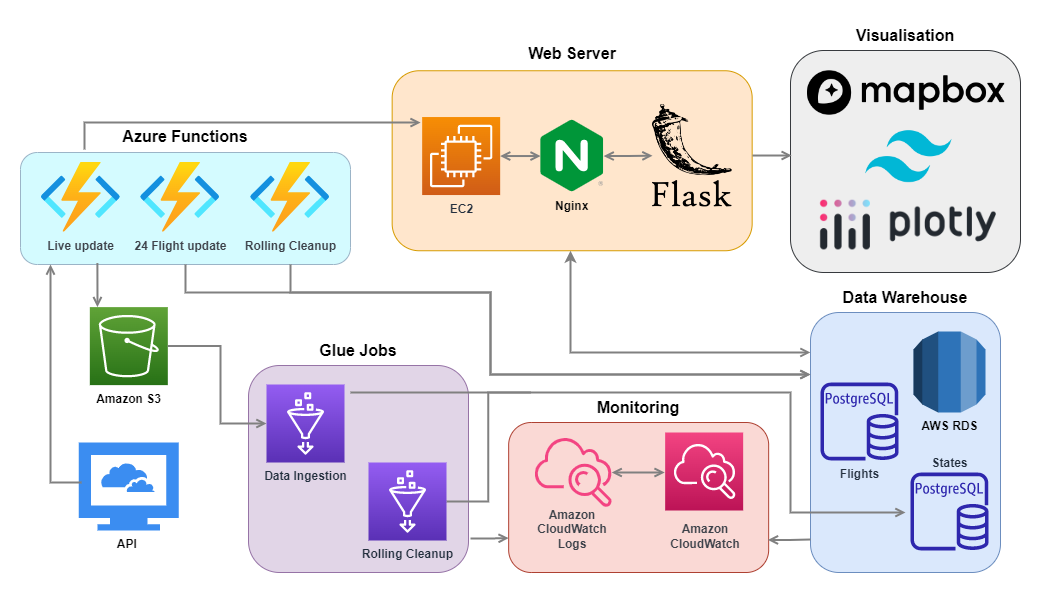 Visualisation
Web Server
mapbox
Azure Functions
EC2
Nginx
®
Flask
plotly
Live update
24 Flight update
Rolling Cleanup
Data Warehouse
Glue Jobs
Amazon S3
PostgreSQL
AWS RDS
Monitoring
Data Ingestion
Flights
States
PostgreSQL
API
Rolling Cleanup
Amazon
CloudWatch
Logs
Amazon
CloudWatch